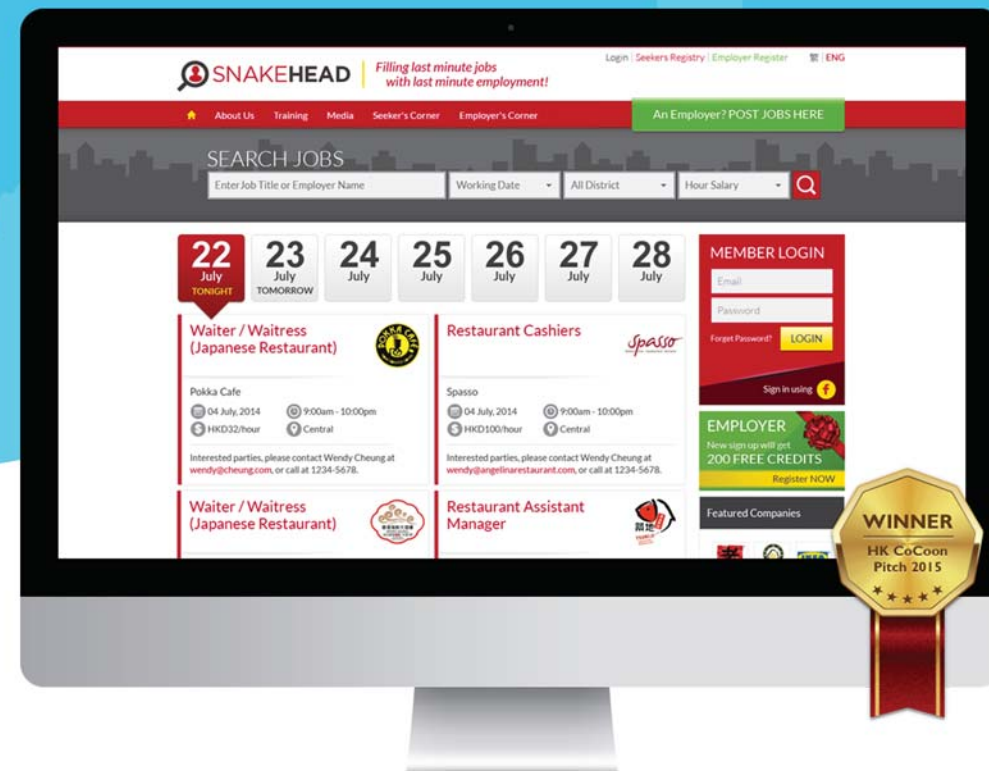 SNAKEHEAD
Filling last minute jobs
with last minute employment!
Login | Seekers Registry | Employer Register
繁 | ENG
About Us Training Media Seeker's Corner Employer's Corner
An Employer? POST JOBS HERE
SEARCH JOBS
Enter Job Title or Employer Name Working Date All District Hour Salary
22 23 24 25 26 27 28
July July July July July July July
TONIGHT TOMORROW
Waiter / Waitress
(Japanese Restaurant)
POKKA CAFE
Pokka Cafe
04 July, 2014 9:00am - 10:00pm
HKD32/hour Central
Interested parties, please contact Wendy Cheung at
wendy@cheung.com, or call at 1234-5678.
Restaurant Cashiers
Spasso
Spasso
04 July, 2014 9:00am - 10:00pm
HKD100/hour Central
Interested parties, please contact Wendy Cheung at
wendy@angelinarestaurant.com, or call at 1234-5678.
Waiter / Waitress
(Japanese Restaurant)
Restaurant Assistant
Manager
MEMBER LOGIN
Email
Password
Forget Password? LOGIN
Sign in using f
EMPLOYER
New sign up will get
200 FREE CREDITS
Register NOW
Featured Companies
WINNER
HK CoCoon
Pitch 2015